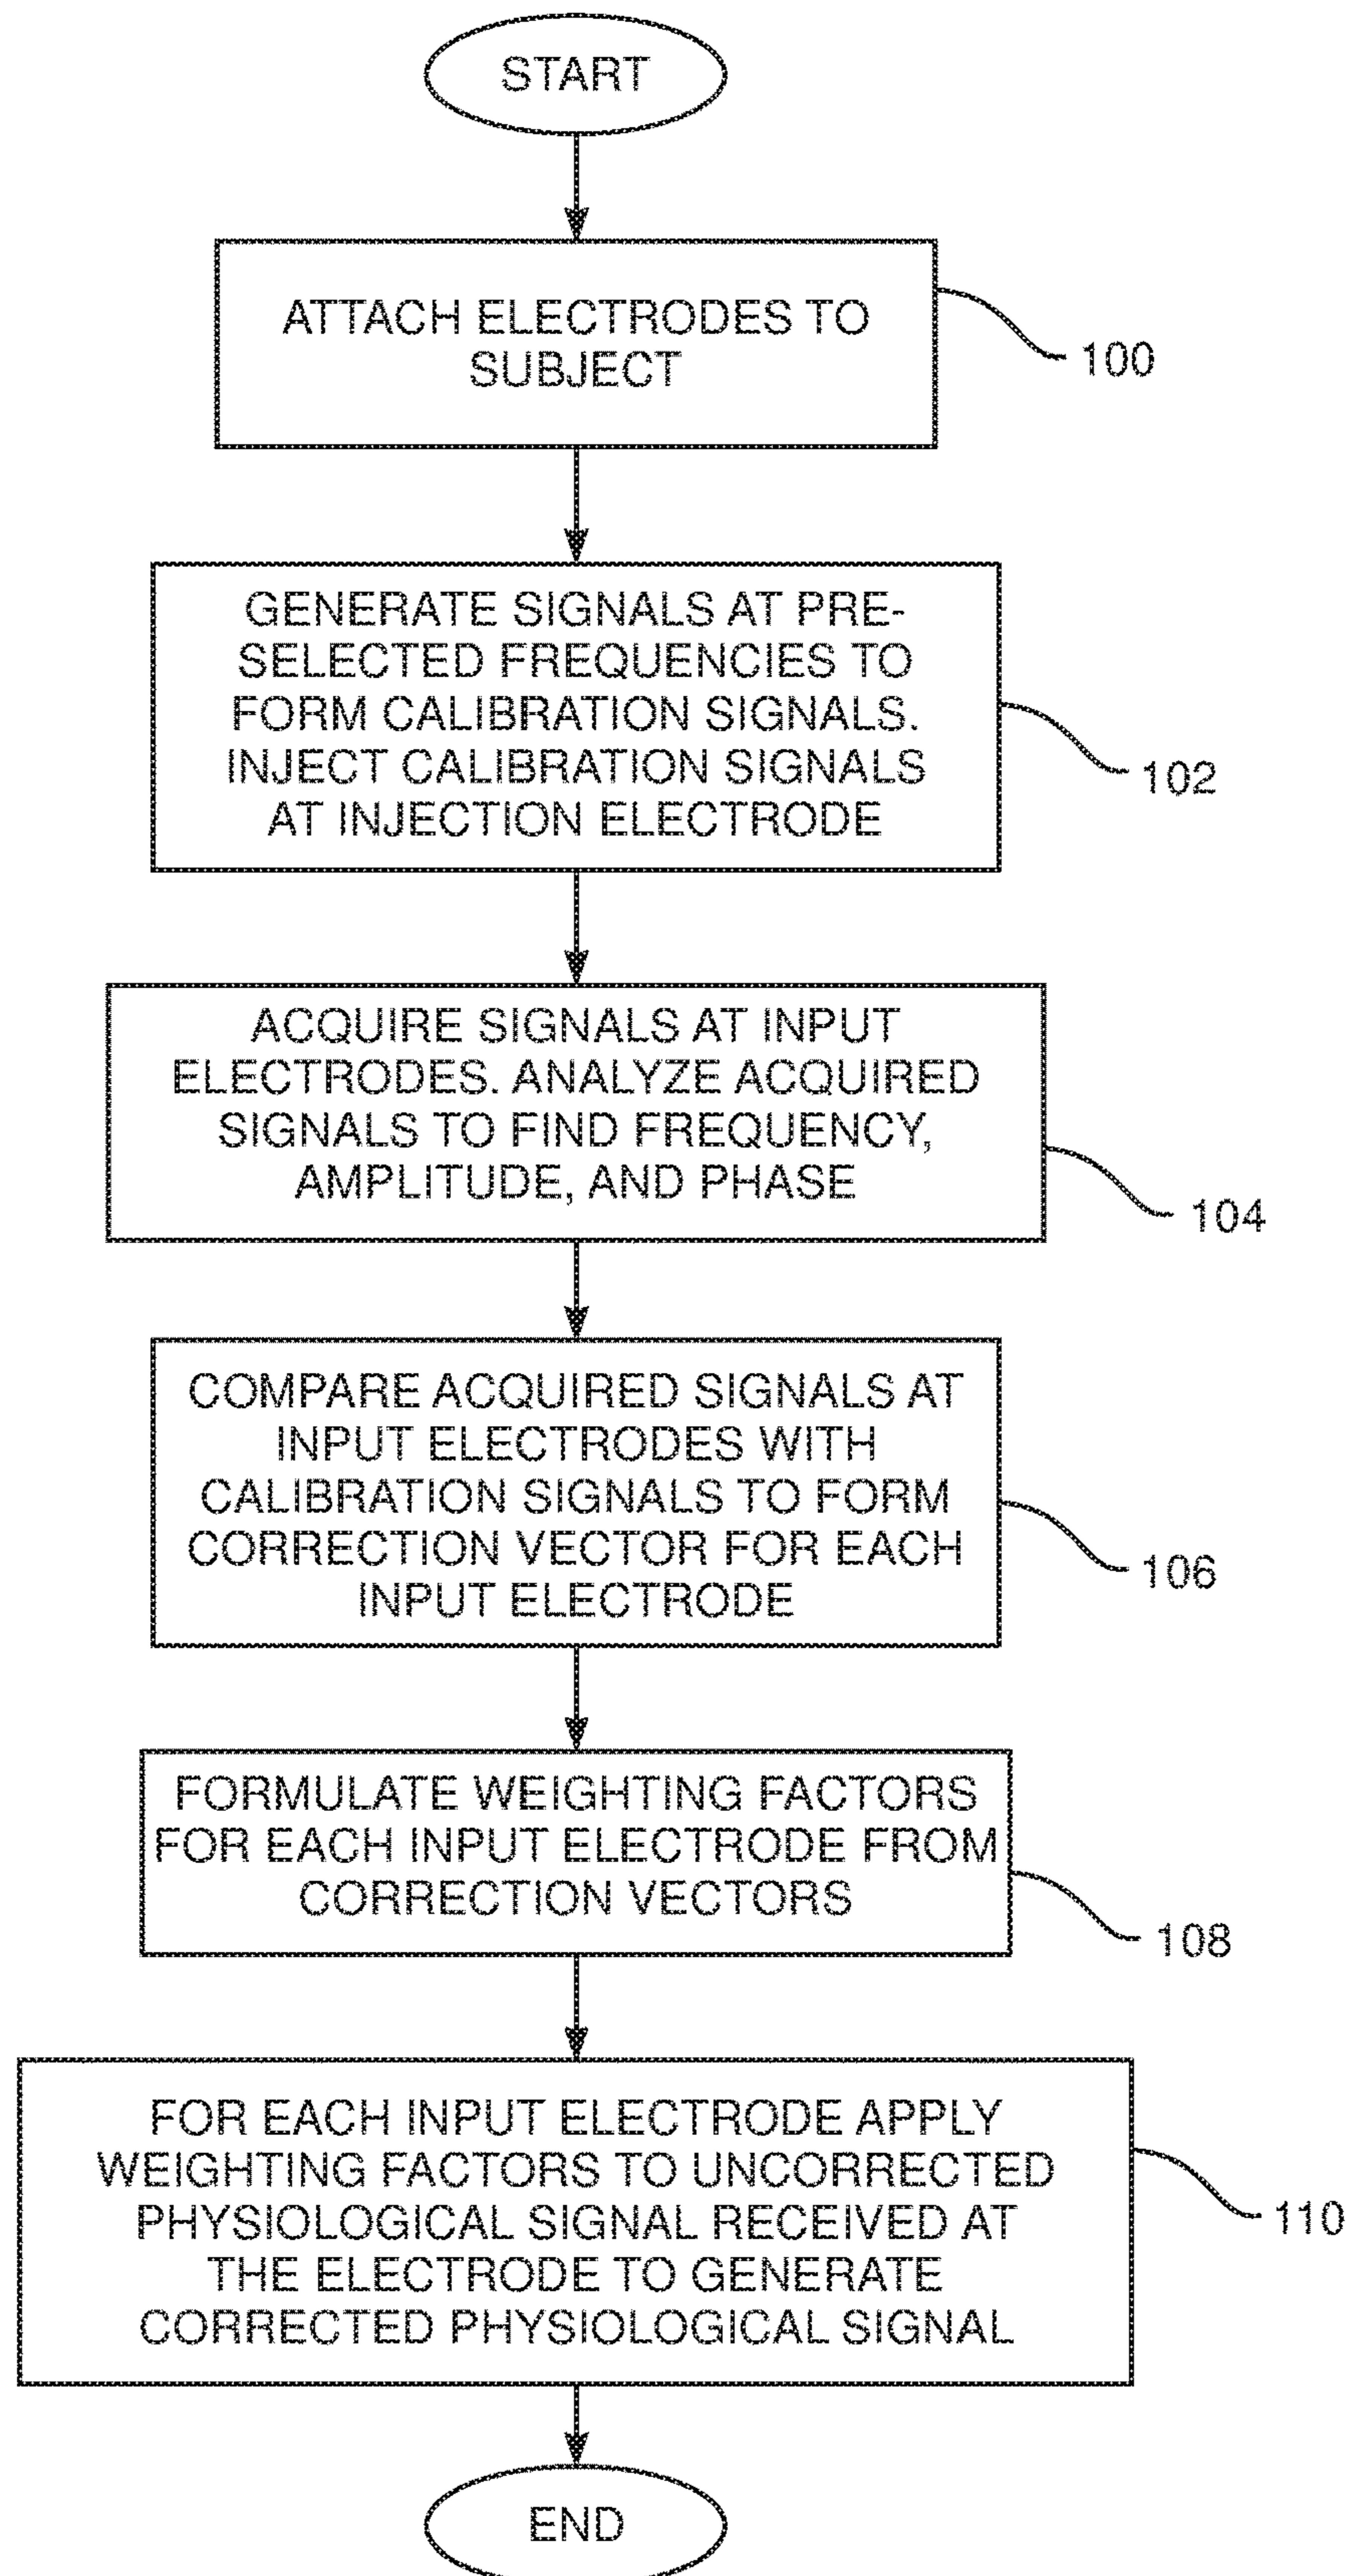 START
ATTACH ELECTRODES TO
SUBJECT
100
GENERATE SIGNALS AT PRE-
SELECTED FREQUENCIES TO
FORM CALIBRATION SIGNALS.
INJECT CALIBRATION SIGNALS
AT INJECTION ELECTRODE
102
ACQUIRE SIGNALS AT INPUT
ELECTRODES. ANALYZE ACQUIRED
SIGNALS TO FIND FREQUENCY,
AMPLITUDE, AND PHASE
104
COMPARE ACQUIRED SIGNALS AT
INPUT ELECTRODES WITH
CALIBRATION SIGNALS TO FORM
CORRECTION VECTOR FOR EACH
INPUT ELECTRODE
106
FORMULATE WEIGHTING FACTORS
FOR EACH INPUT ELECTRODE FROM
CORRECTION VECTORS
108
FOR EACH INPUT ELECTRODE APPLY
WEIGHTING FACTORS TO UNCORRECTED
PHYSIOLOGICAL SIGNAL RECEIVED AT
THE ELECTRODE TO GENERATE
CORRECTED PHYSIOLOGICAL SIGNAL
110
END